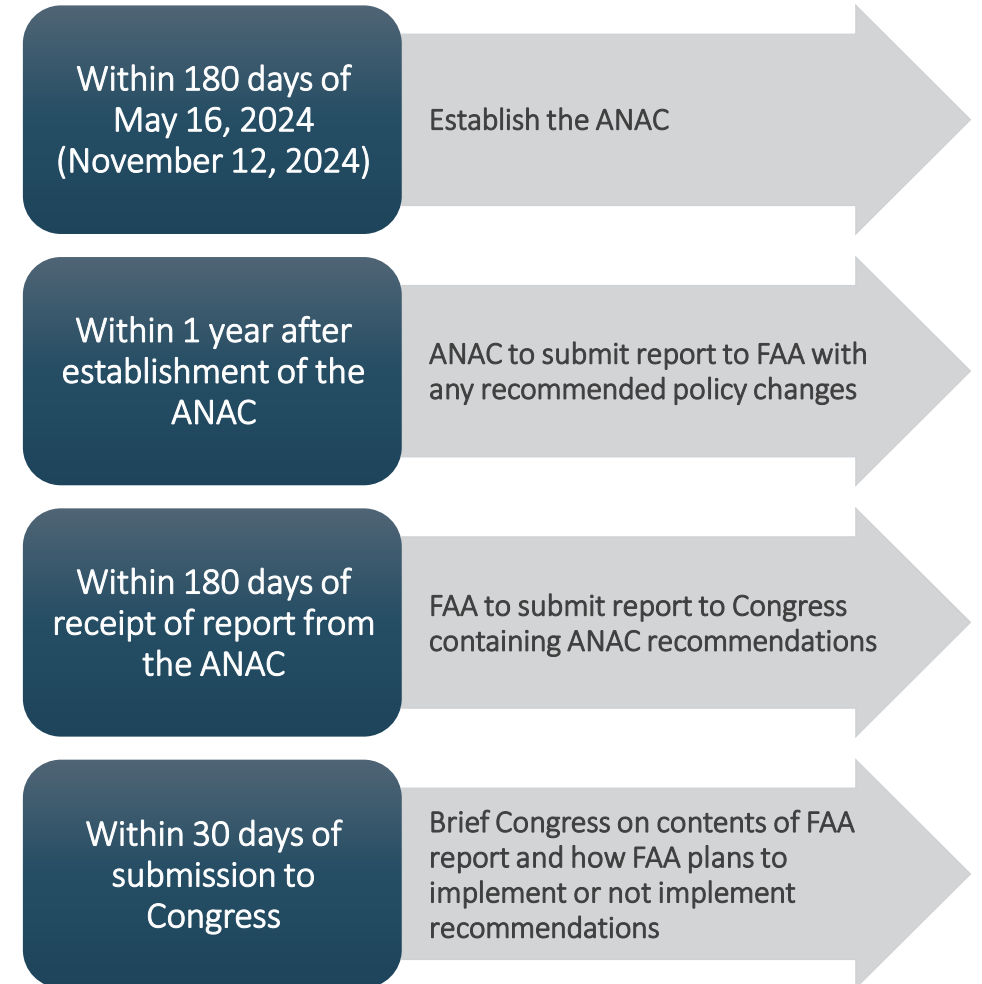 Within 180 days of
May 16, 2024
(November 12, 2024)
Establish the ANAC
Within 1 year after
establishment of the
ANAC
ANAC to submit report to FAA with
any recommended policy changes
Within 180 days of
receipt of report from
the ANAC
FAA to submit report to Congress
containing ANAC recommendations
Within 30 days of
submission to
Congress
Brief Congress on contents of FAA
report and how FAA plans to
implement or not implement
recommendations